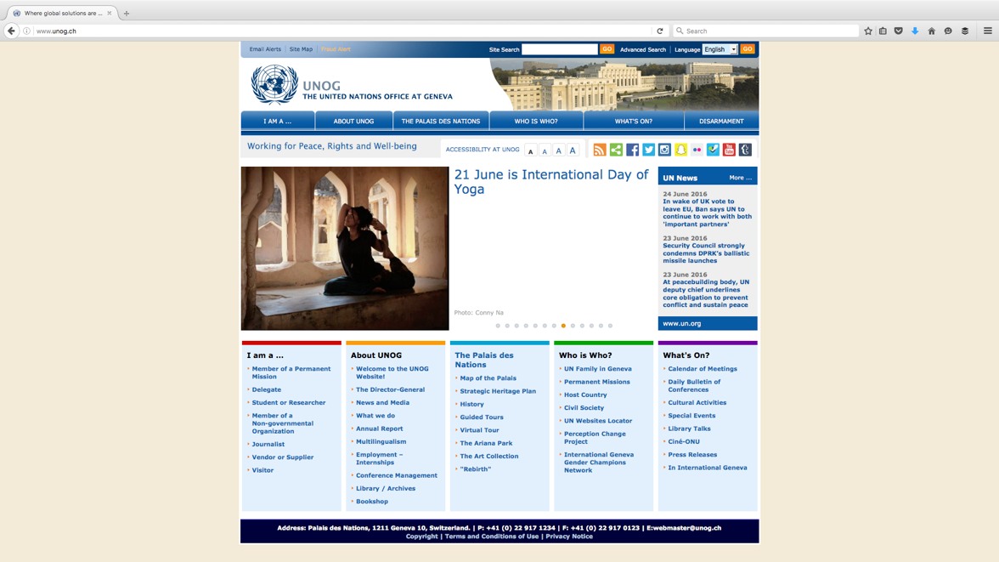 Where global solutions are ...
www.unog.ch
Search
Email Alerts
Site Map
Fraud Alert
Site Search
GO
Advanced Search
Language
English
GO
UNOG
THE UNITED NATIONS OFFICE AT GENEVA
I AM A ...
ABOUT UNOG
THE PALAIS DES NATIONS
WHO IS WHO?
WHAT'S ON?
DISARMAMENT
Working for Peace, Rights and Well-being
ACCESSIBILITY AT UNOG
A A A A
You Tube
21 June is International Day of
Yoga
Photo: Conny Na
UN News
More ...
24 June 2016
In wake of UK vote to
leave EU, Ban says UN to
continue to work with both
'important partners'
23 June 2016
Security Council strongly
condemns DPRK's ballistic
missile launches
23 June 2016
At peacebuilding body, UN
deputy chief underlines
core obligation to prevent
conflict and sustain peace
www.un.org
I am a ...
Member of a Permanent
Mission
Delegate
Student or Researcher
Member of a
Non-governmental
Organization
Journalist
Vendor or Supplier
Visitor
About UNOG
Welcome to the UNOG
Website!
The Director-General
News and Media
What we do
Annual Report
Multilingualism
Employment –
Internships
Conference Management
Library / Archives
Bookshop
The Palais des
Nations
Map of the Palais
Strategic Heritage Plan
History
Guided Tours
Virtual Tour
The Ariana Park
The Art Collection
"Rebirth"
Who is Who?
UN Family in Geneva
Permanent Missions
Host Country
Civil Society
UN Websites Locator
Perception Change
Project
International Geneva
Gender Champions
Network
What's On?
Calendar of Meetings
Daily Bulletin of
Conferences
Cultural Activities
Special Events
Library Talks
Ciné-ONU
Press Releases
In International Geneva
Address: Palais des Nations, 1211 Geneva 10, Switzerland. | P: +41 (0) 22 917 1234 | F: +41 (0) 22 917 0123 | E:webmaster@unog.ch
Copyright | Terms and Conditions of Use | Privacy Notice